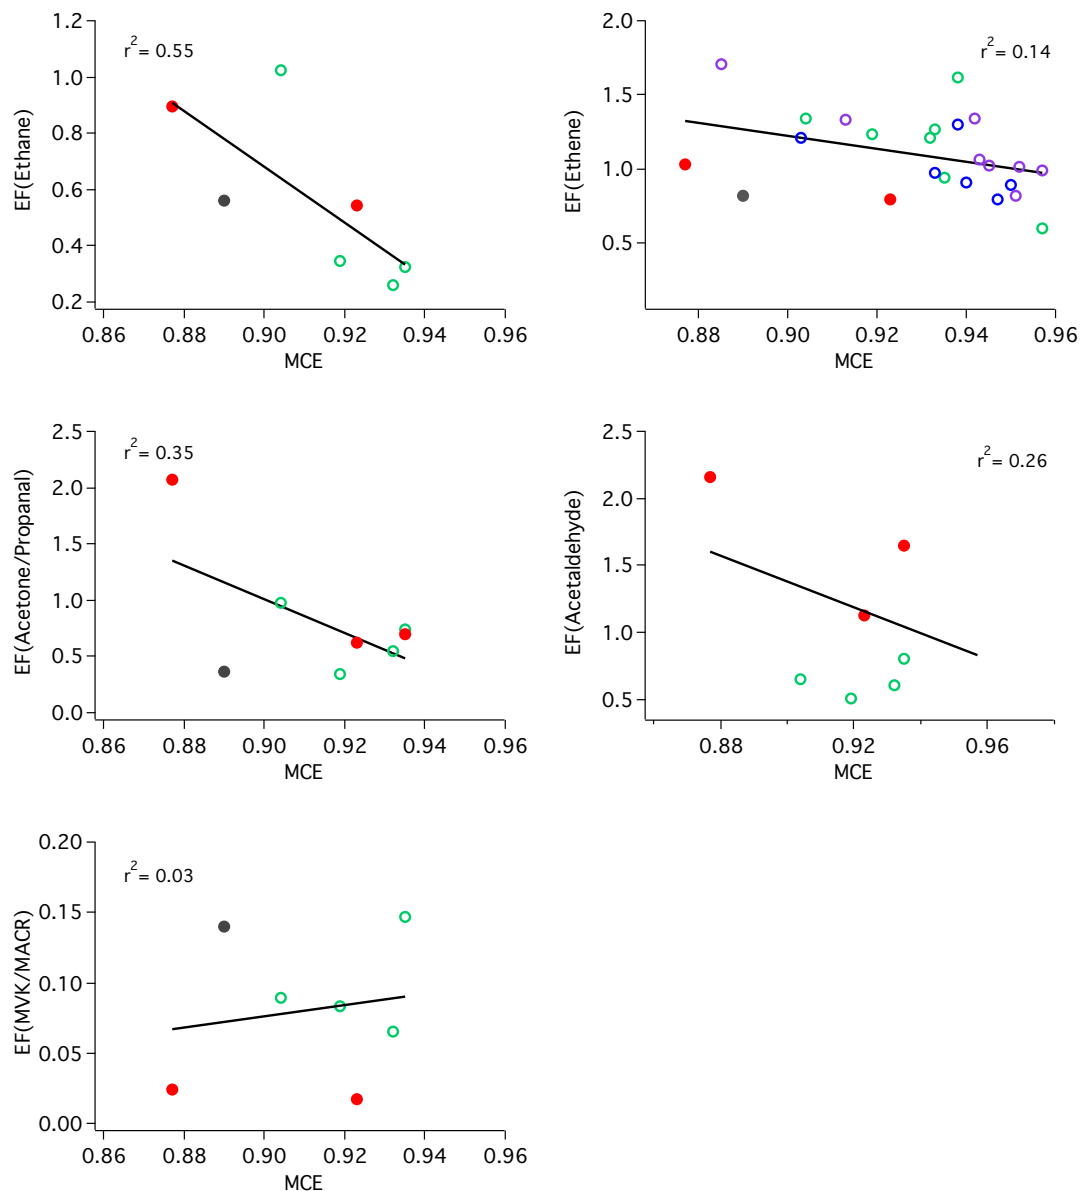 1.2
1.0
0.8
0.6
0.4
0.2
EF(Ethane)
r2= 0.55
0.86 0.88 0.90 0.92 0.94 0.96
MCE
2.0
1.5
1.0
0.5
EF(Ethene)
r2= 0.14
0.88 0.90 0.92 0.94 0.96
MCE
2.5
2.0
1.5
1.0
0.5
0.0
EF(Acetone/Propanal)
r2= 0.35
0.86 0.88 0.90 0.92 0.94 0.96
MCE
2.5
2.0
1.5
1.0
0.5
EF(Acetaldehyde)
r2= 0.26
0.88 0.92 0.96
MCE
0.20
0.15
0.10
0.05
0.00
EF(MVK/MACR)
r2= 0.03
0.86 0.88 0.90 0.92 0.94 0.96
MCE